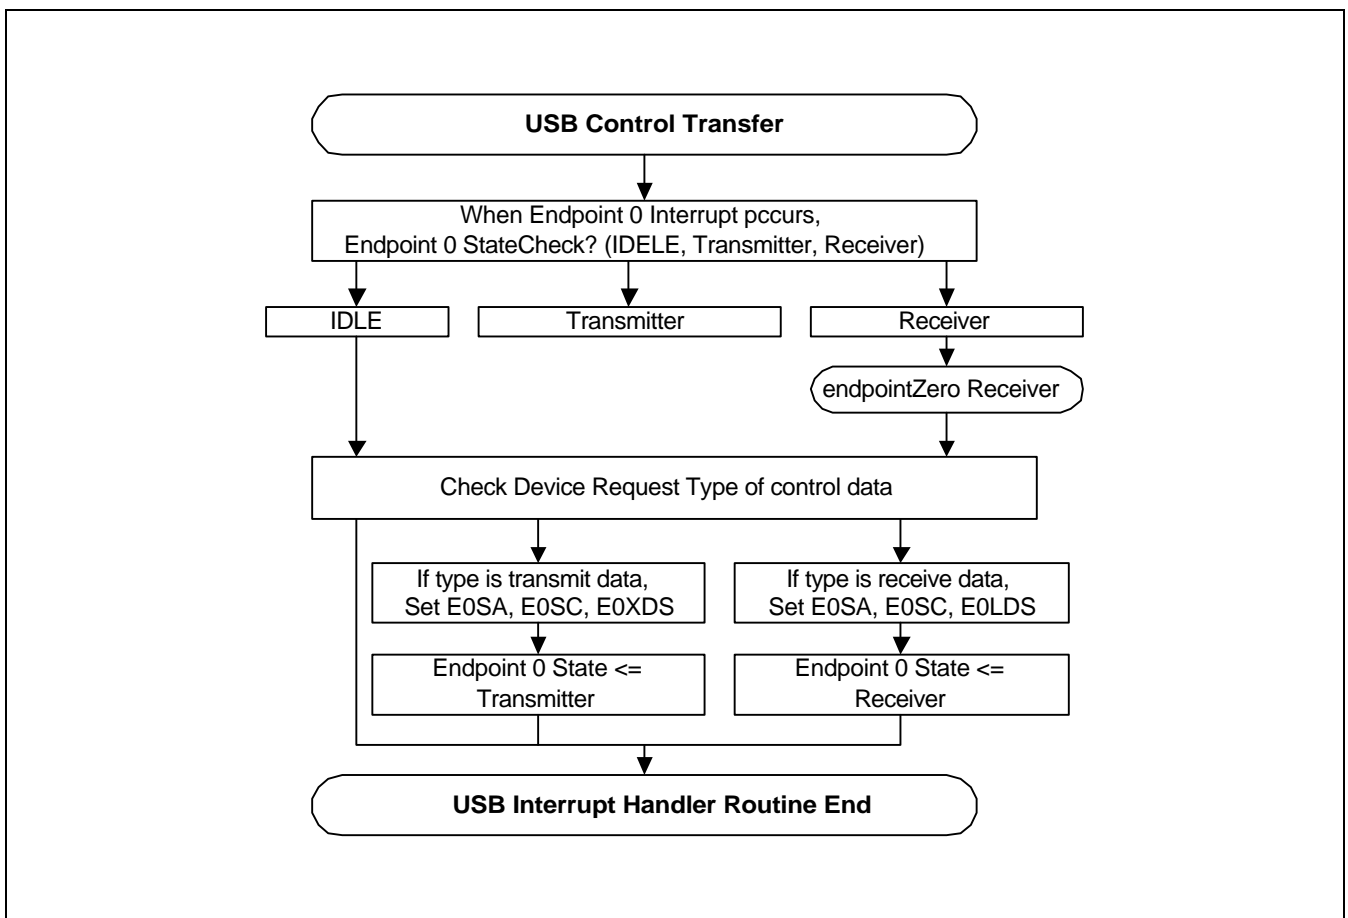 USB Control Transfer
When Endpoint 0 Interrupt pccurs,
Endpoint 0 StateCheck? (IDELE, Transmitter, Receiver)
IDLE
Transmitter
Receiver
endpointZero Receiver
Check Device Request Type of control data
If type is transmit data,
Set E0SA, E0SC, E0XDS
If type is receive data,
Set E0SA, E0SC, E0LDS
Endpoint 0 State <=
Transmitter
Endpoint 0 State <=
Receiver
USB Interrupt Handler Routine End